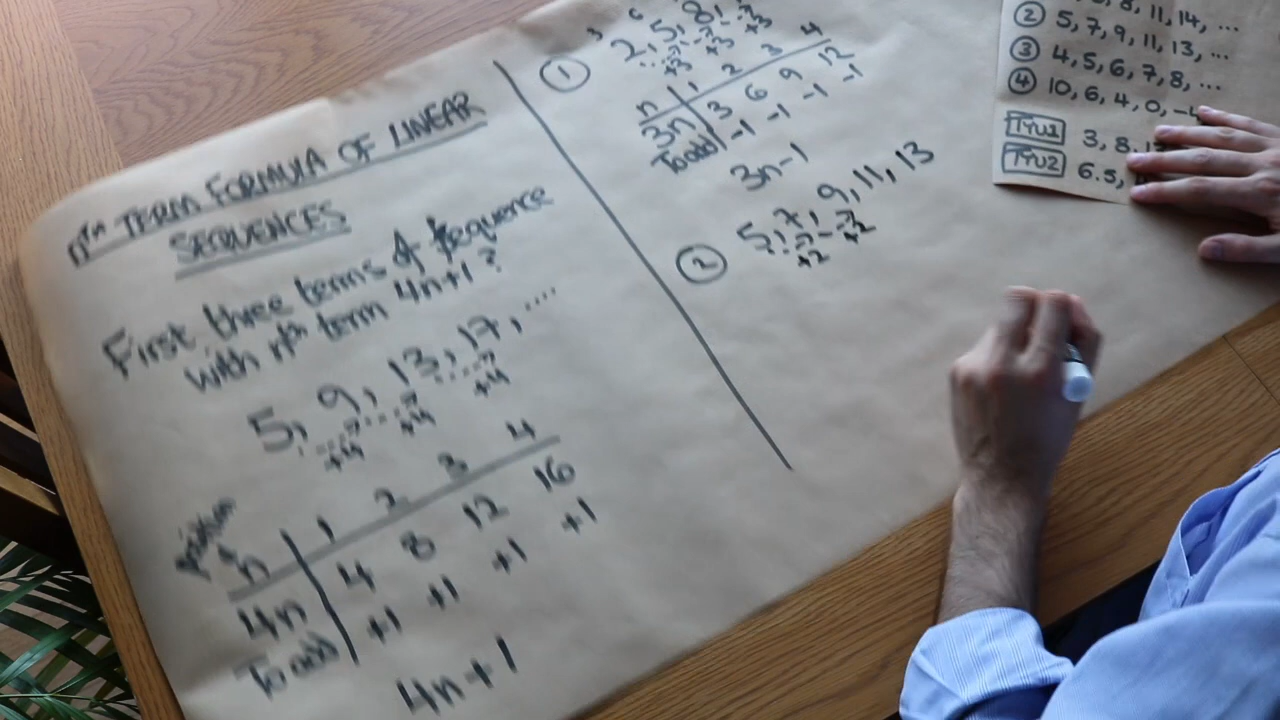 nth TERM FORMULA OF LINEAR
SEQUENCES
First three terms of sequence
with nth term 4n+1?
5, 9, 13, 17, ....
+4 +4 +4
position
n 1 2 3 4
4n 4 8 12 16
To add +1 +1 +1 +1
4n+1
① 2, 5, 8,
+3 +3 +3
n 1 2 3 4
3n 3 6 9 12
To add -1 -1 -1 -1
3n-1
② 5, 7, 9, 11, 13
+2 +2
8, 11, 14, ...
② 5, 7, 9, 11, 13, ...
③ 4, 5, 6, 7, 8, ...
④ 10, 6, 4, 0,
TYU1 3, 8,
TYU2 6.5,